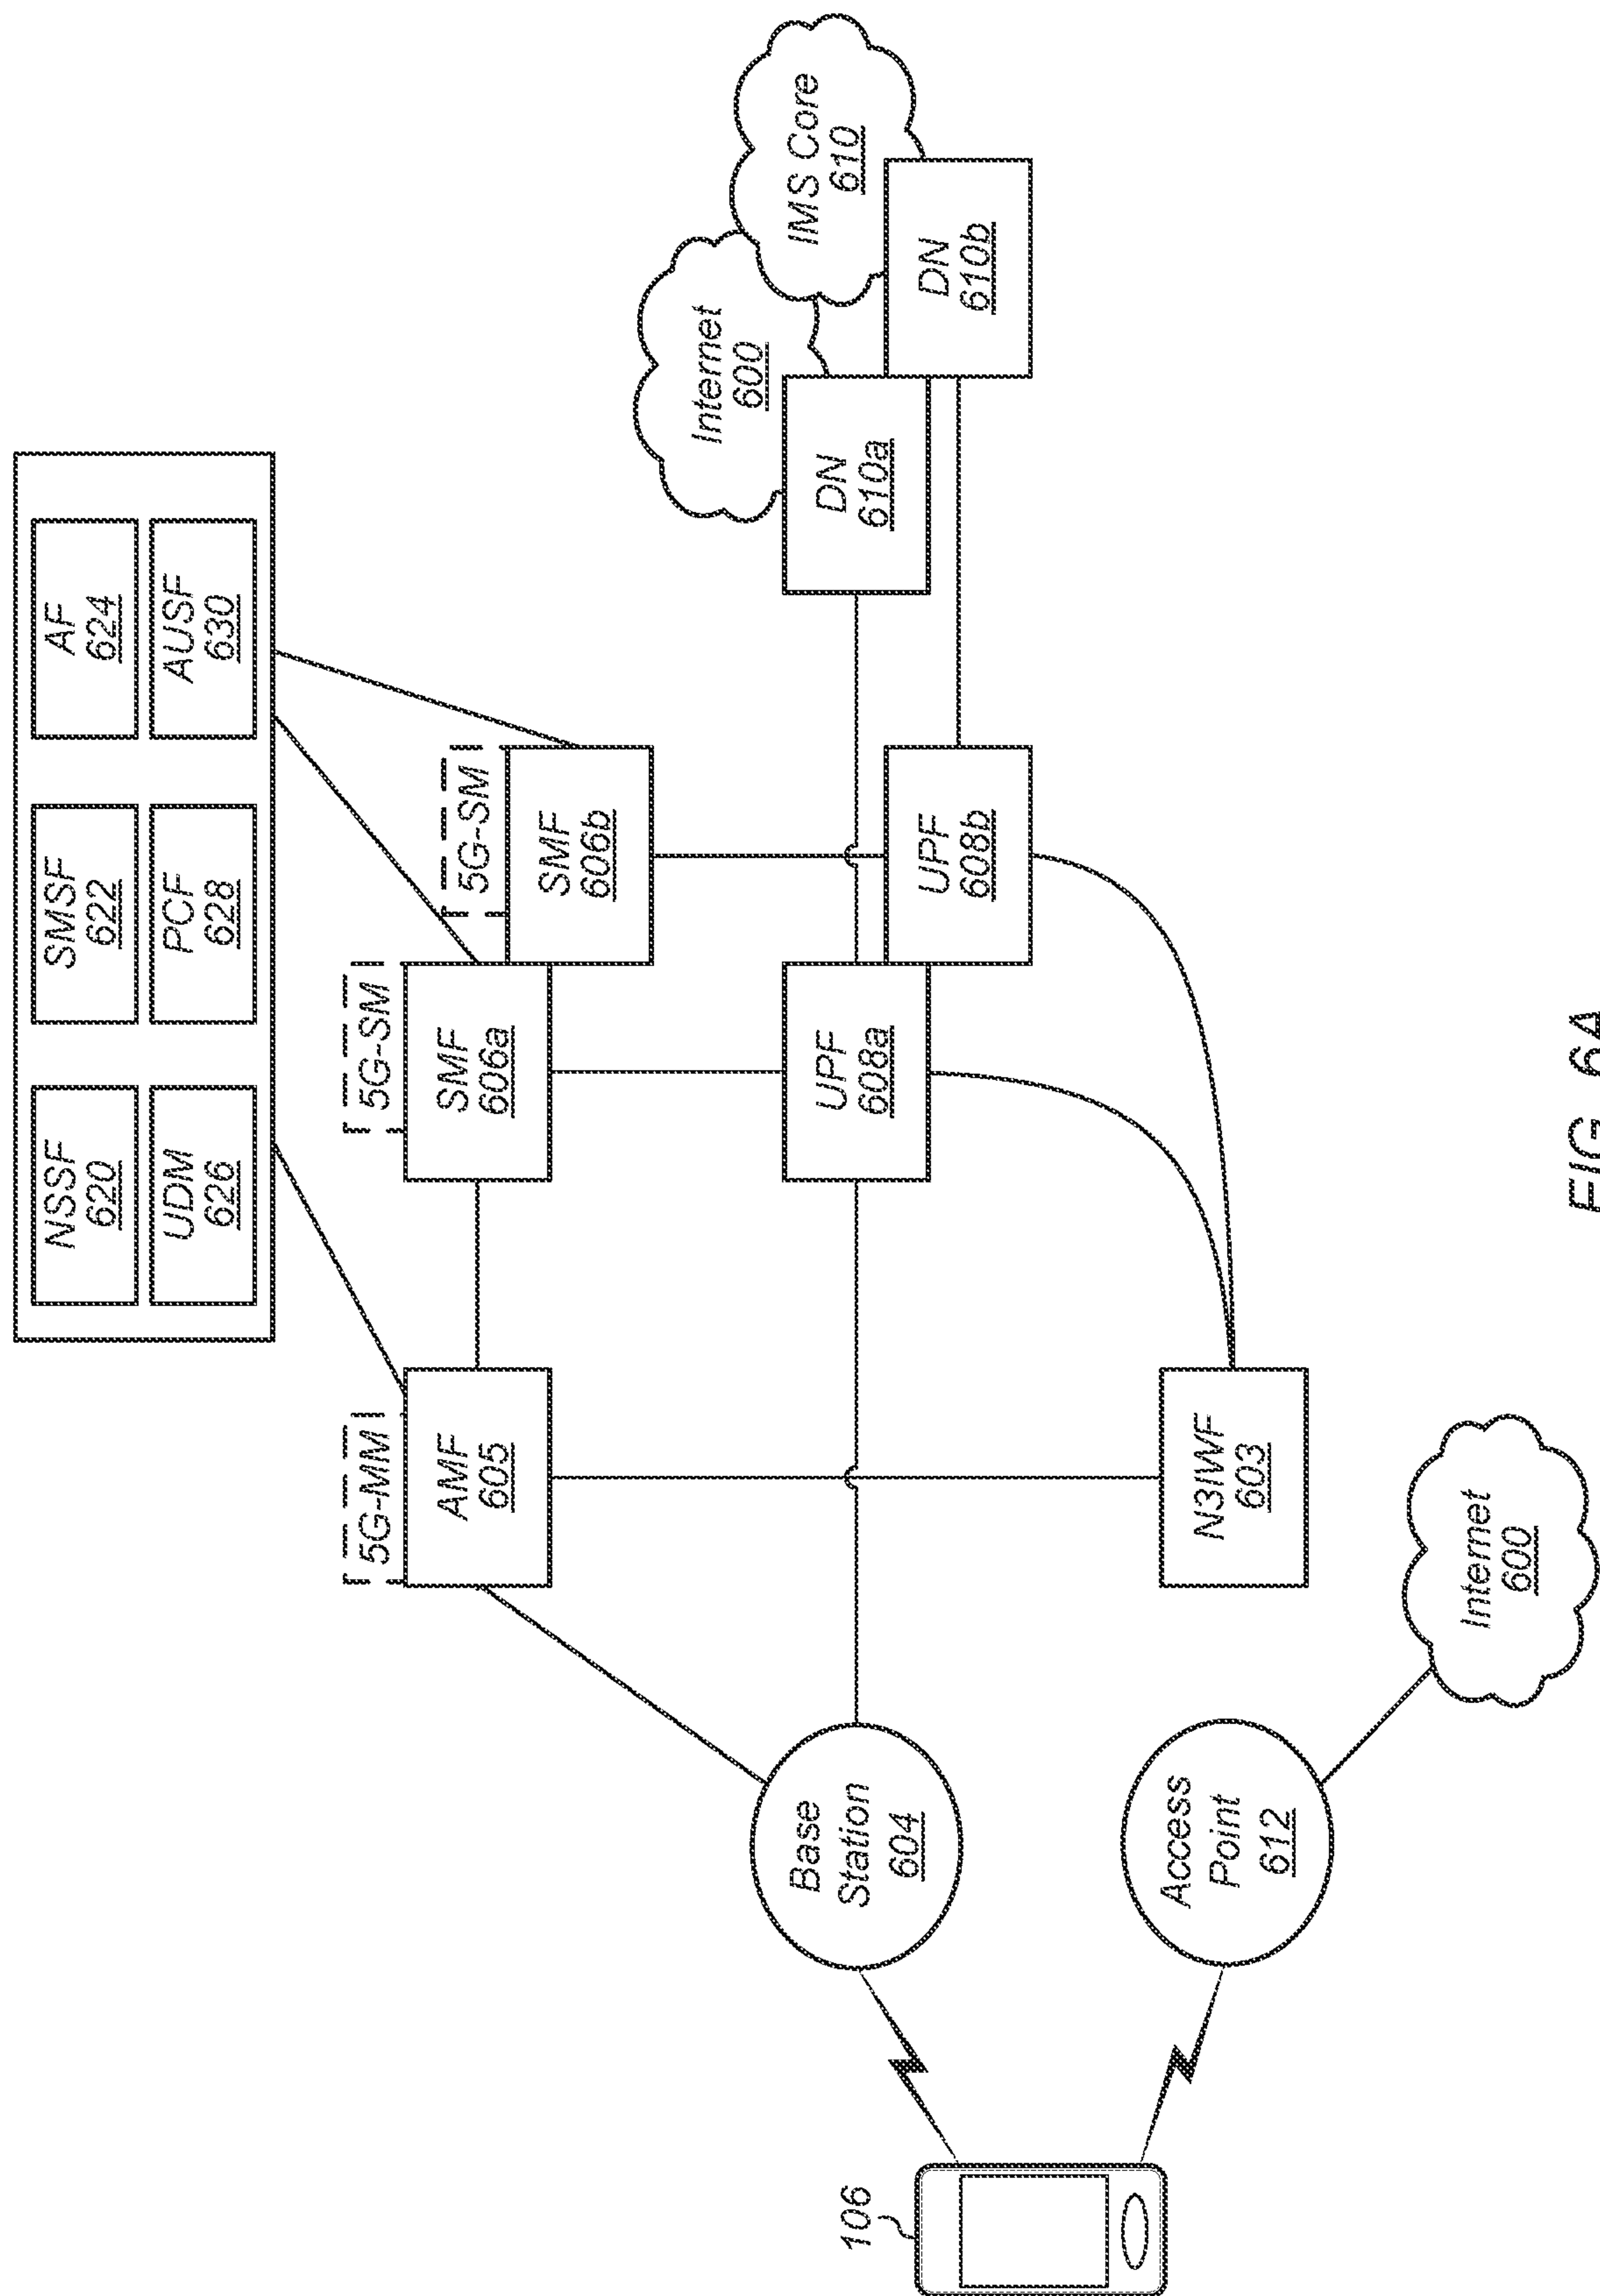 NSSF
620
SMSF
622
AF
624
UDM
626
PCF
628
AUSF
630
5G-MM
AMF
605
5G-SM
SMF
606a
5G-SM
SMF
606b
Internet
600
IMS Core
610
Base
Station
604
UPF
608a
UPF
608b
DN
610a
DN
610b
106
Access
Point
612
N3IWF
603
Internet
600
FIG. 6A